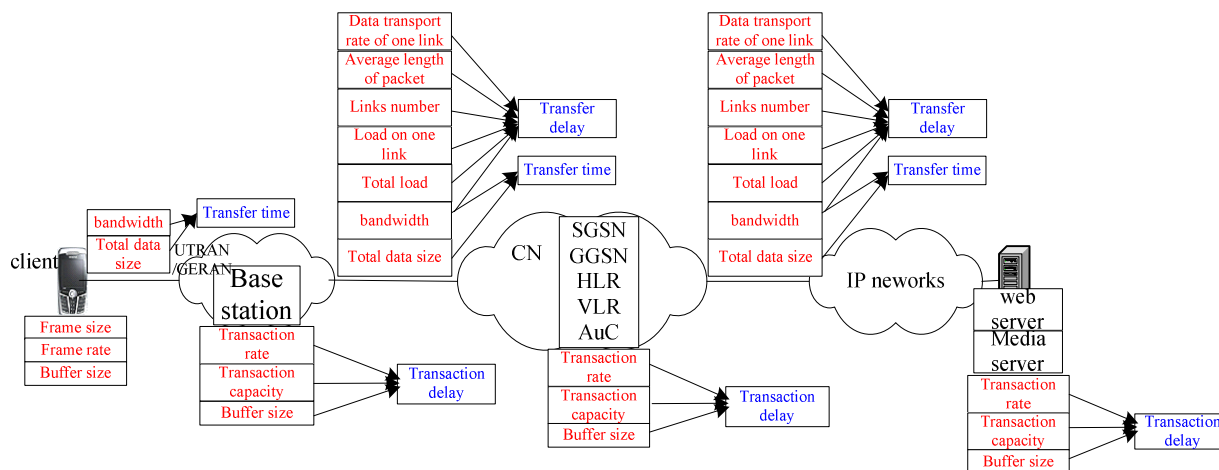 Data transport
rate of one link
Average length
of packet
Links number
Load on one
link
Total load
bandwidth
Total data size
Transfer
delay
Transfer time
Data transport
rate of one link
Average length
of packet
Links number
Load on one
link
Total load
bandwidth
Total data size
Transfer
delay
Transfer time
bandwidth
Total data
size
Transfer time
client
UTRAN
/GERAN
Base
station
CN
SGSN
GGSN
HLR
VLR
AuC
IP neworks
web
server
Media
server
Frame size
Frame rate
Buffer size
Transaction
rate
Transaction
capacity
Buffer size
Transaction
delay
Transaction
rate
Transaction
capacity
Buffer size
Transaction
delay
Transaction
rate
Transaction
capacity
Buffer size
Transaction
delay